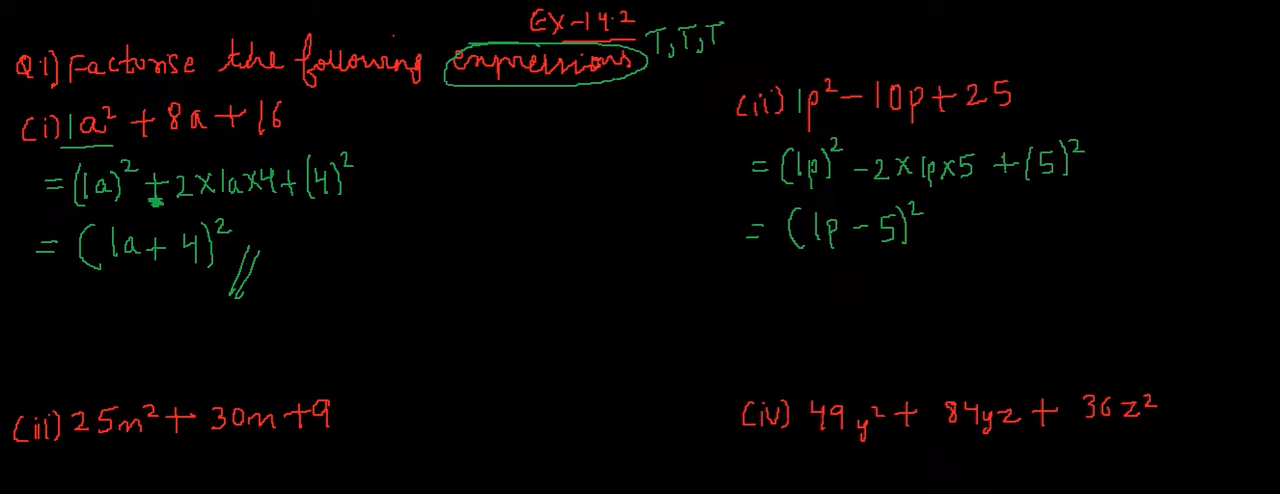 EX-14.2
Q1) Factorise the following expressions T, T, T
(i) 1a² + 8a + 16
= (1a)² + 2×1a×4 + (4)²
= (1a + 4)²
(ii) 1p² - 10p + 25
= (1p)² - 2×1p×5 + (5)²
= (1p - 5)²
(iii) 25m² + 30m + 9
(iv) 49y² + 84yz + 36z²